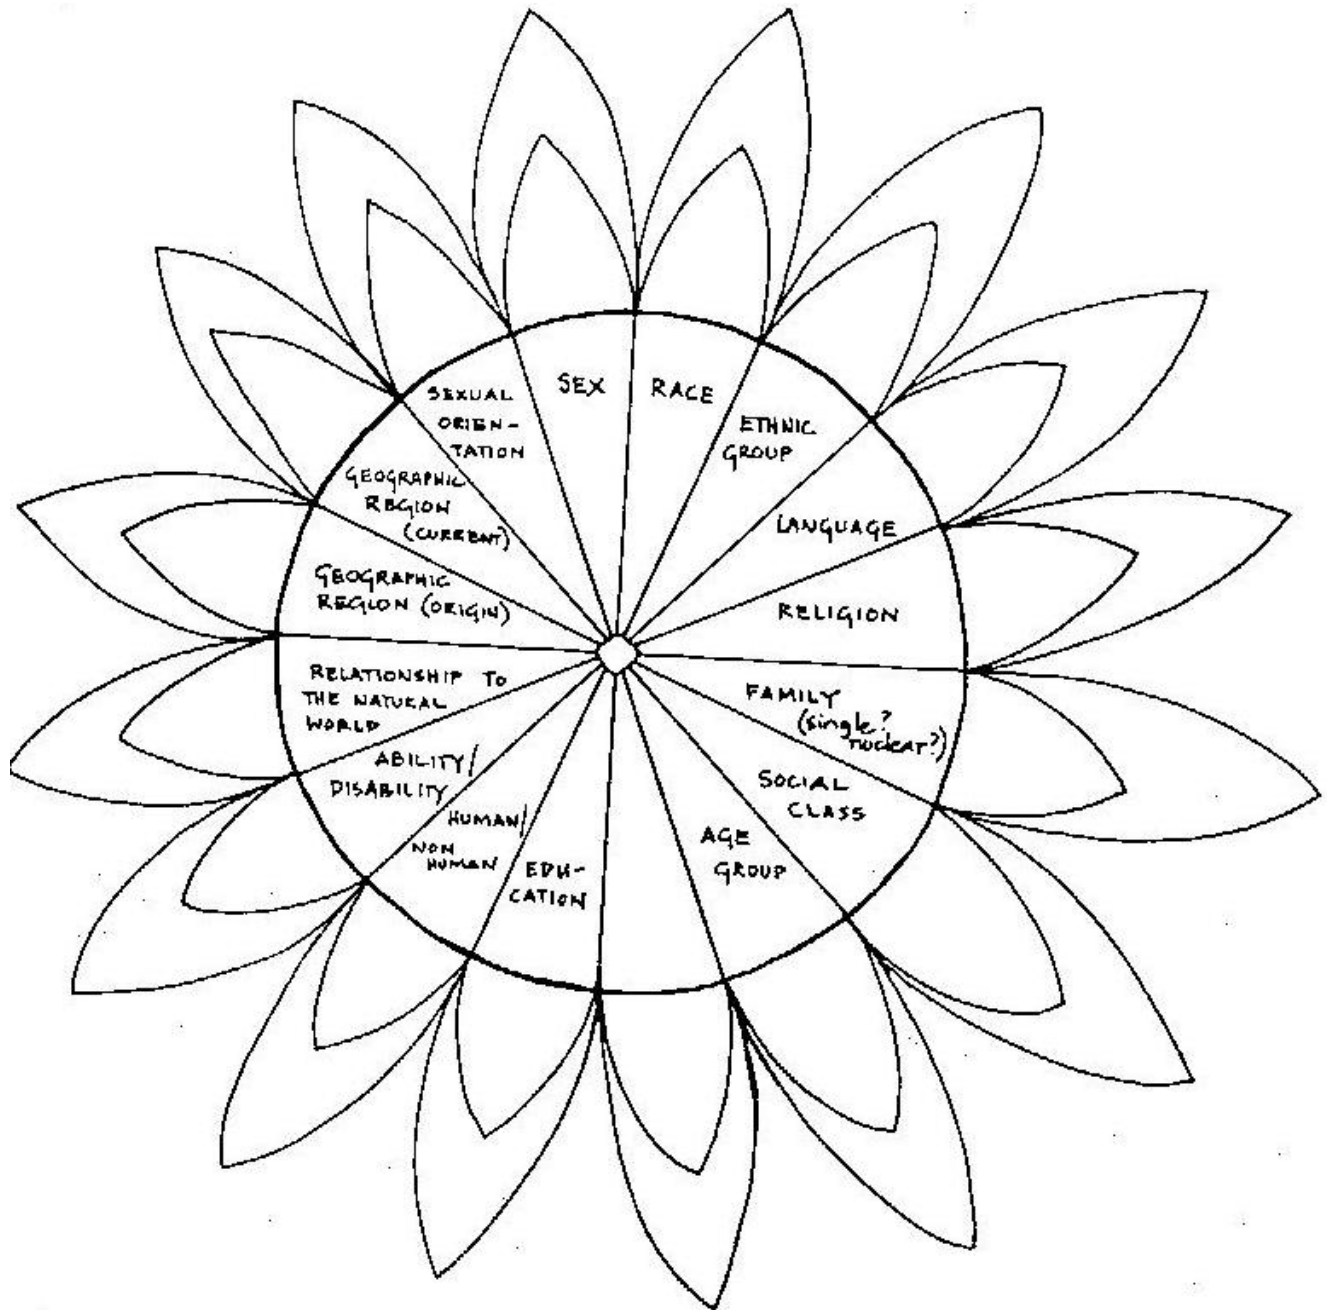 SEX
RACE
ETHNIC
GROUP
LANGUAGE
RELIGION
FAMILY
(single?
nuclear?)
SOCIAL
CLASS
AGE
GROUP
EDU-
CATION
HUMAN/
NON
HUMAN
ABILITY/
DISABILITY
RELATIONSHIP TO
THE NATURAL
WORLD
GEOGRAPHIC
REGION (ORIGIN)
GEOGRAPHIC
REGION
(CURRENT)
SEXUAL
ORIEN-
TATION